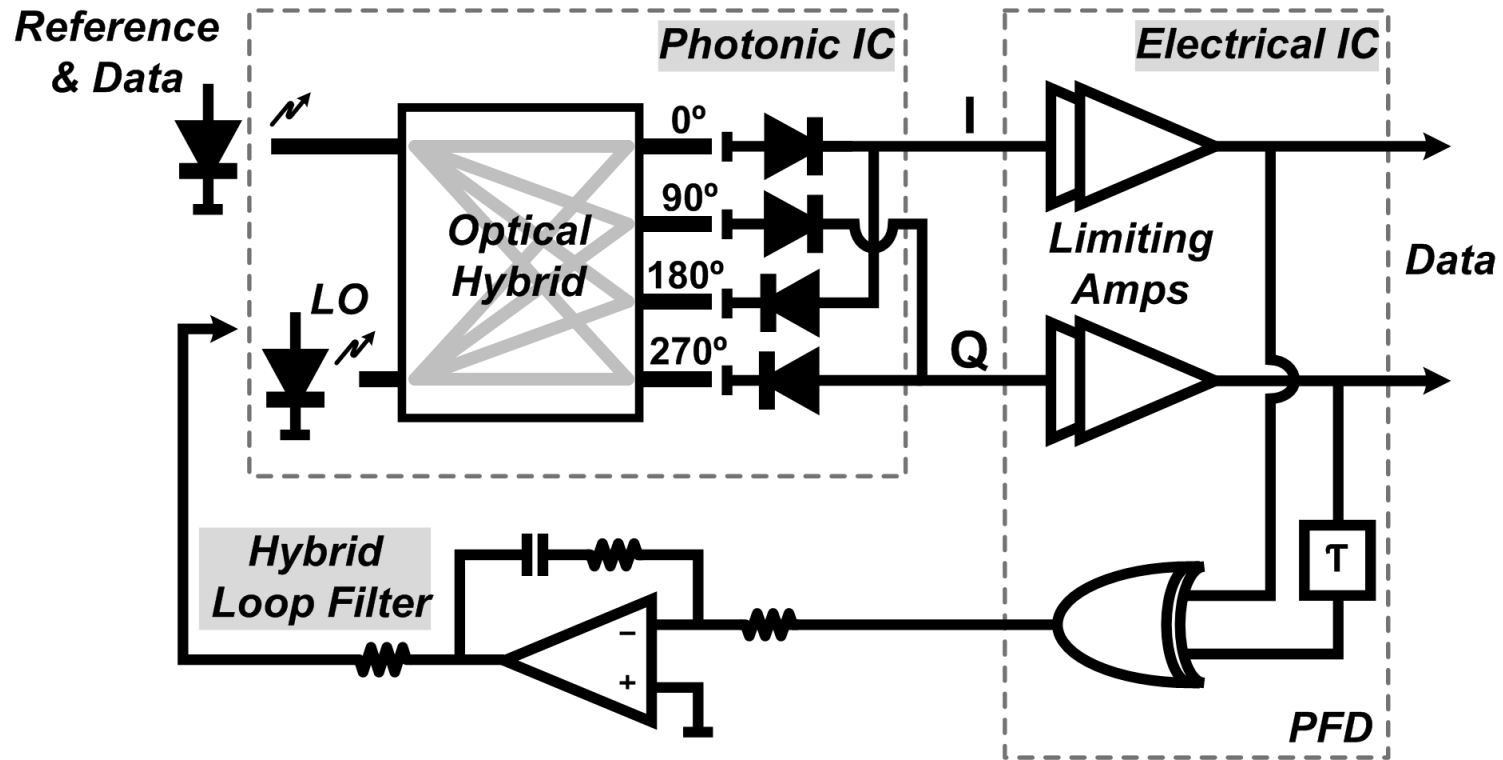 Reference
& Data
Photonic IC
Electrical IC
0º
I
90º
Optical
Hybrid
180º
LO
270º
Q
Limiting
Amps
Data
τ
Hybrid
Loop Filter
−
+
PFD